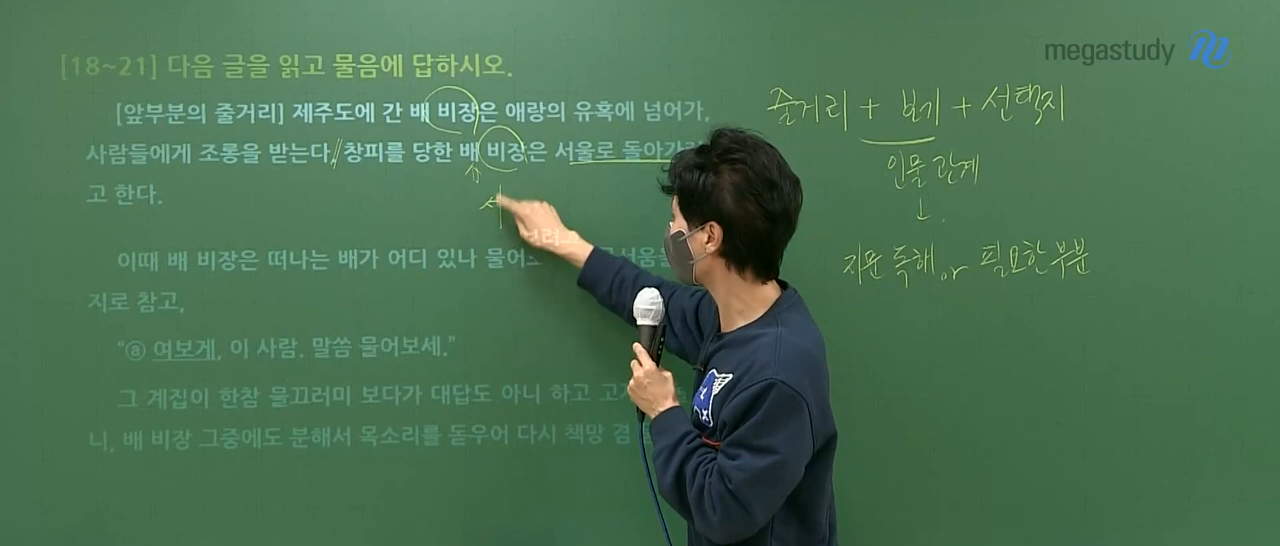 megastudy
[18~21] 다음 글을 읽고 물음에 답하시오.
[앞부분의 줄거리] 제주도에 간 배 비장은 애랑의 유혹에 넘어가,
사람들에게 조롱을 받는다. 창피를 당한 배 비장은 서울로 돌아가려
고 한다.
이때 배 비장은 떠나는 배가 어디 있나 물어보
지로 참고,
"ⓐ 여보게, 이 사람. 말씀 물어보세."
그 계집이 한참 물끄러미 보다가 대답도 아니 하고
니, 배 비장 그중에도 분해서 목소리를 돋우어 다시 책망 겸
줄거리 + 보기 + 선택지
인물 관계
지문 독해 or 필요한 부분